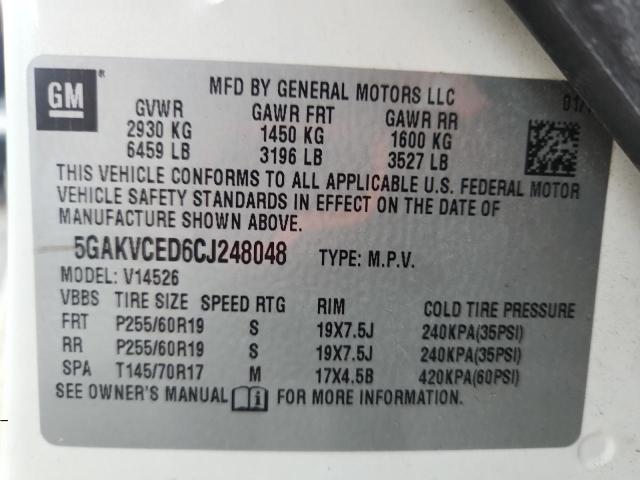 GM ®
MFD BY GENERAL MOTORS LLC
GVWR GAWR FRT GAWR RR
2930 KG 1450 KG 1600 KG
6459 LB 3196 LB 3527 LB
THIS VEHICLE CONFORMS TO ALL APPLICABLE U.S. FEDERAL MOTOR
VEHICLE SAFETY STANDARDS IN EFFECT ON THE DATE OF
MANUFACTURE SHOWN ABOVE.
5GAKVCED6CJ248048 TYPE: M.P.V.
MODEL: V14526
VBBS TIRE SIZE SPEED RTG RIM COLD TIRE PRESSURE
FRT P255/60R19 S 19X7.5J 240KPA(35PSI)
RR P255/60R19 S 19X7.5J 240KPA(35PSI)
SPA T145/70R17 M 17X4.5B 420KPA(60PSI)
SEE OWNER'S MANUAL i FOR MORE INFORMATION.